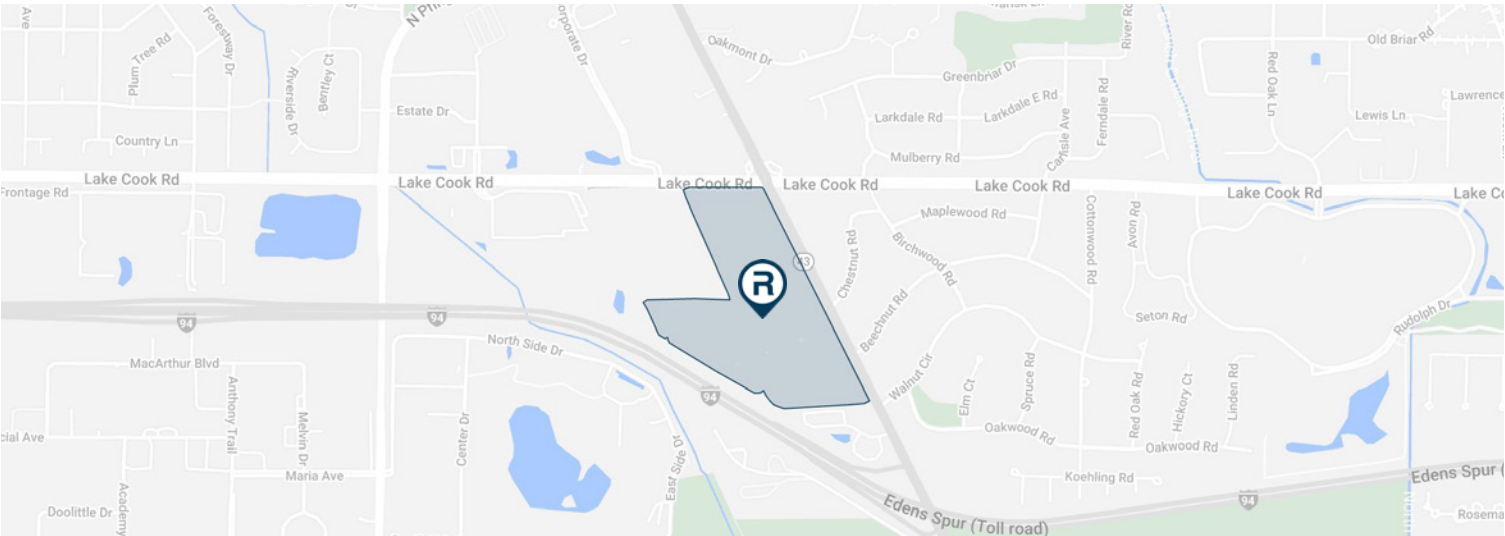 Ave
Plum Tree Rd
Forestway Dr
Riverside Dr
Bentley Ct
Estate Dr
Country Ln
Oakmont Dr
Greenbriar Dr
River Rd
Larkdale Rd
Larkdale E Rd
Carlisle Ave
Ferndale Rd
Mulberry Rd
Red Oak Ln
Old Briar Rd
Lawrence
Lewis Ln
Lake Cook Rd
Lake Cook Rd
Lake Cook Rd
Lake Cook Rd
Lake Cook Rd
Lake Cook Rd
Frontage Rd
Chestnut Rd
Maplewood Rd
Birchwood Rd
Cottonwood Rd
Avon Rd
43
R
Beechnut Rd
Seton Rd
Rudolph Dr
94
94
North Side Dr
MacArthur Blvd
Anthony Trail
Melvin Dr
Center Dr
94
Walnut Cir
Elm Ct
Spruce Rd
Red Oak Rd
Hickory Ct
Linden Rd
Oakwood Rd
Oakwood Rd
Maria Ave
East Side Dr
Koehling Rd
Academy
Doolittle Dr
Edens Spur (Toll road)
94
Edens Spur (
Rosema